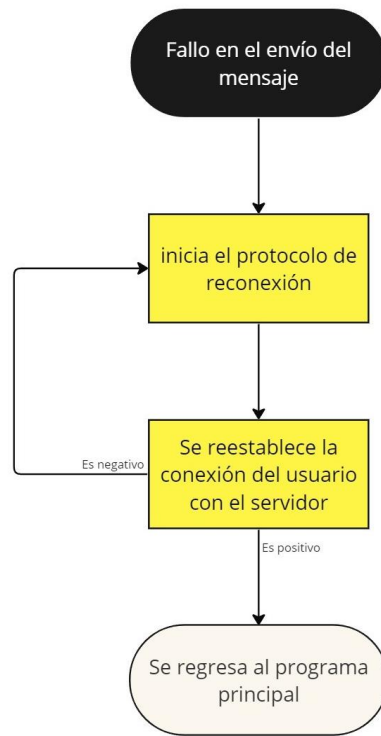 Fallo en el envío del
mensaje
inicia el protocolo de
reconexión
Se reestablece la
conexión del usuario
con el servidor
Es negativo
Es positivo
Se regresa al programa
principal